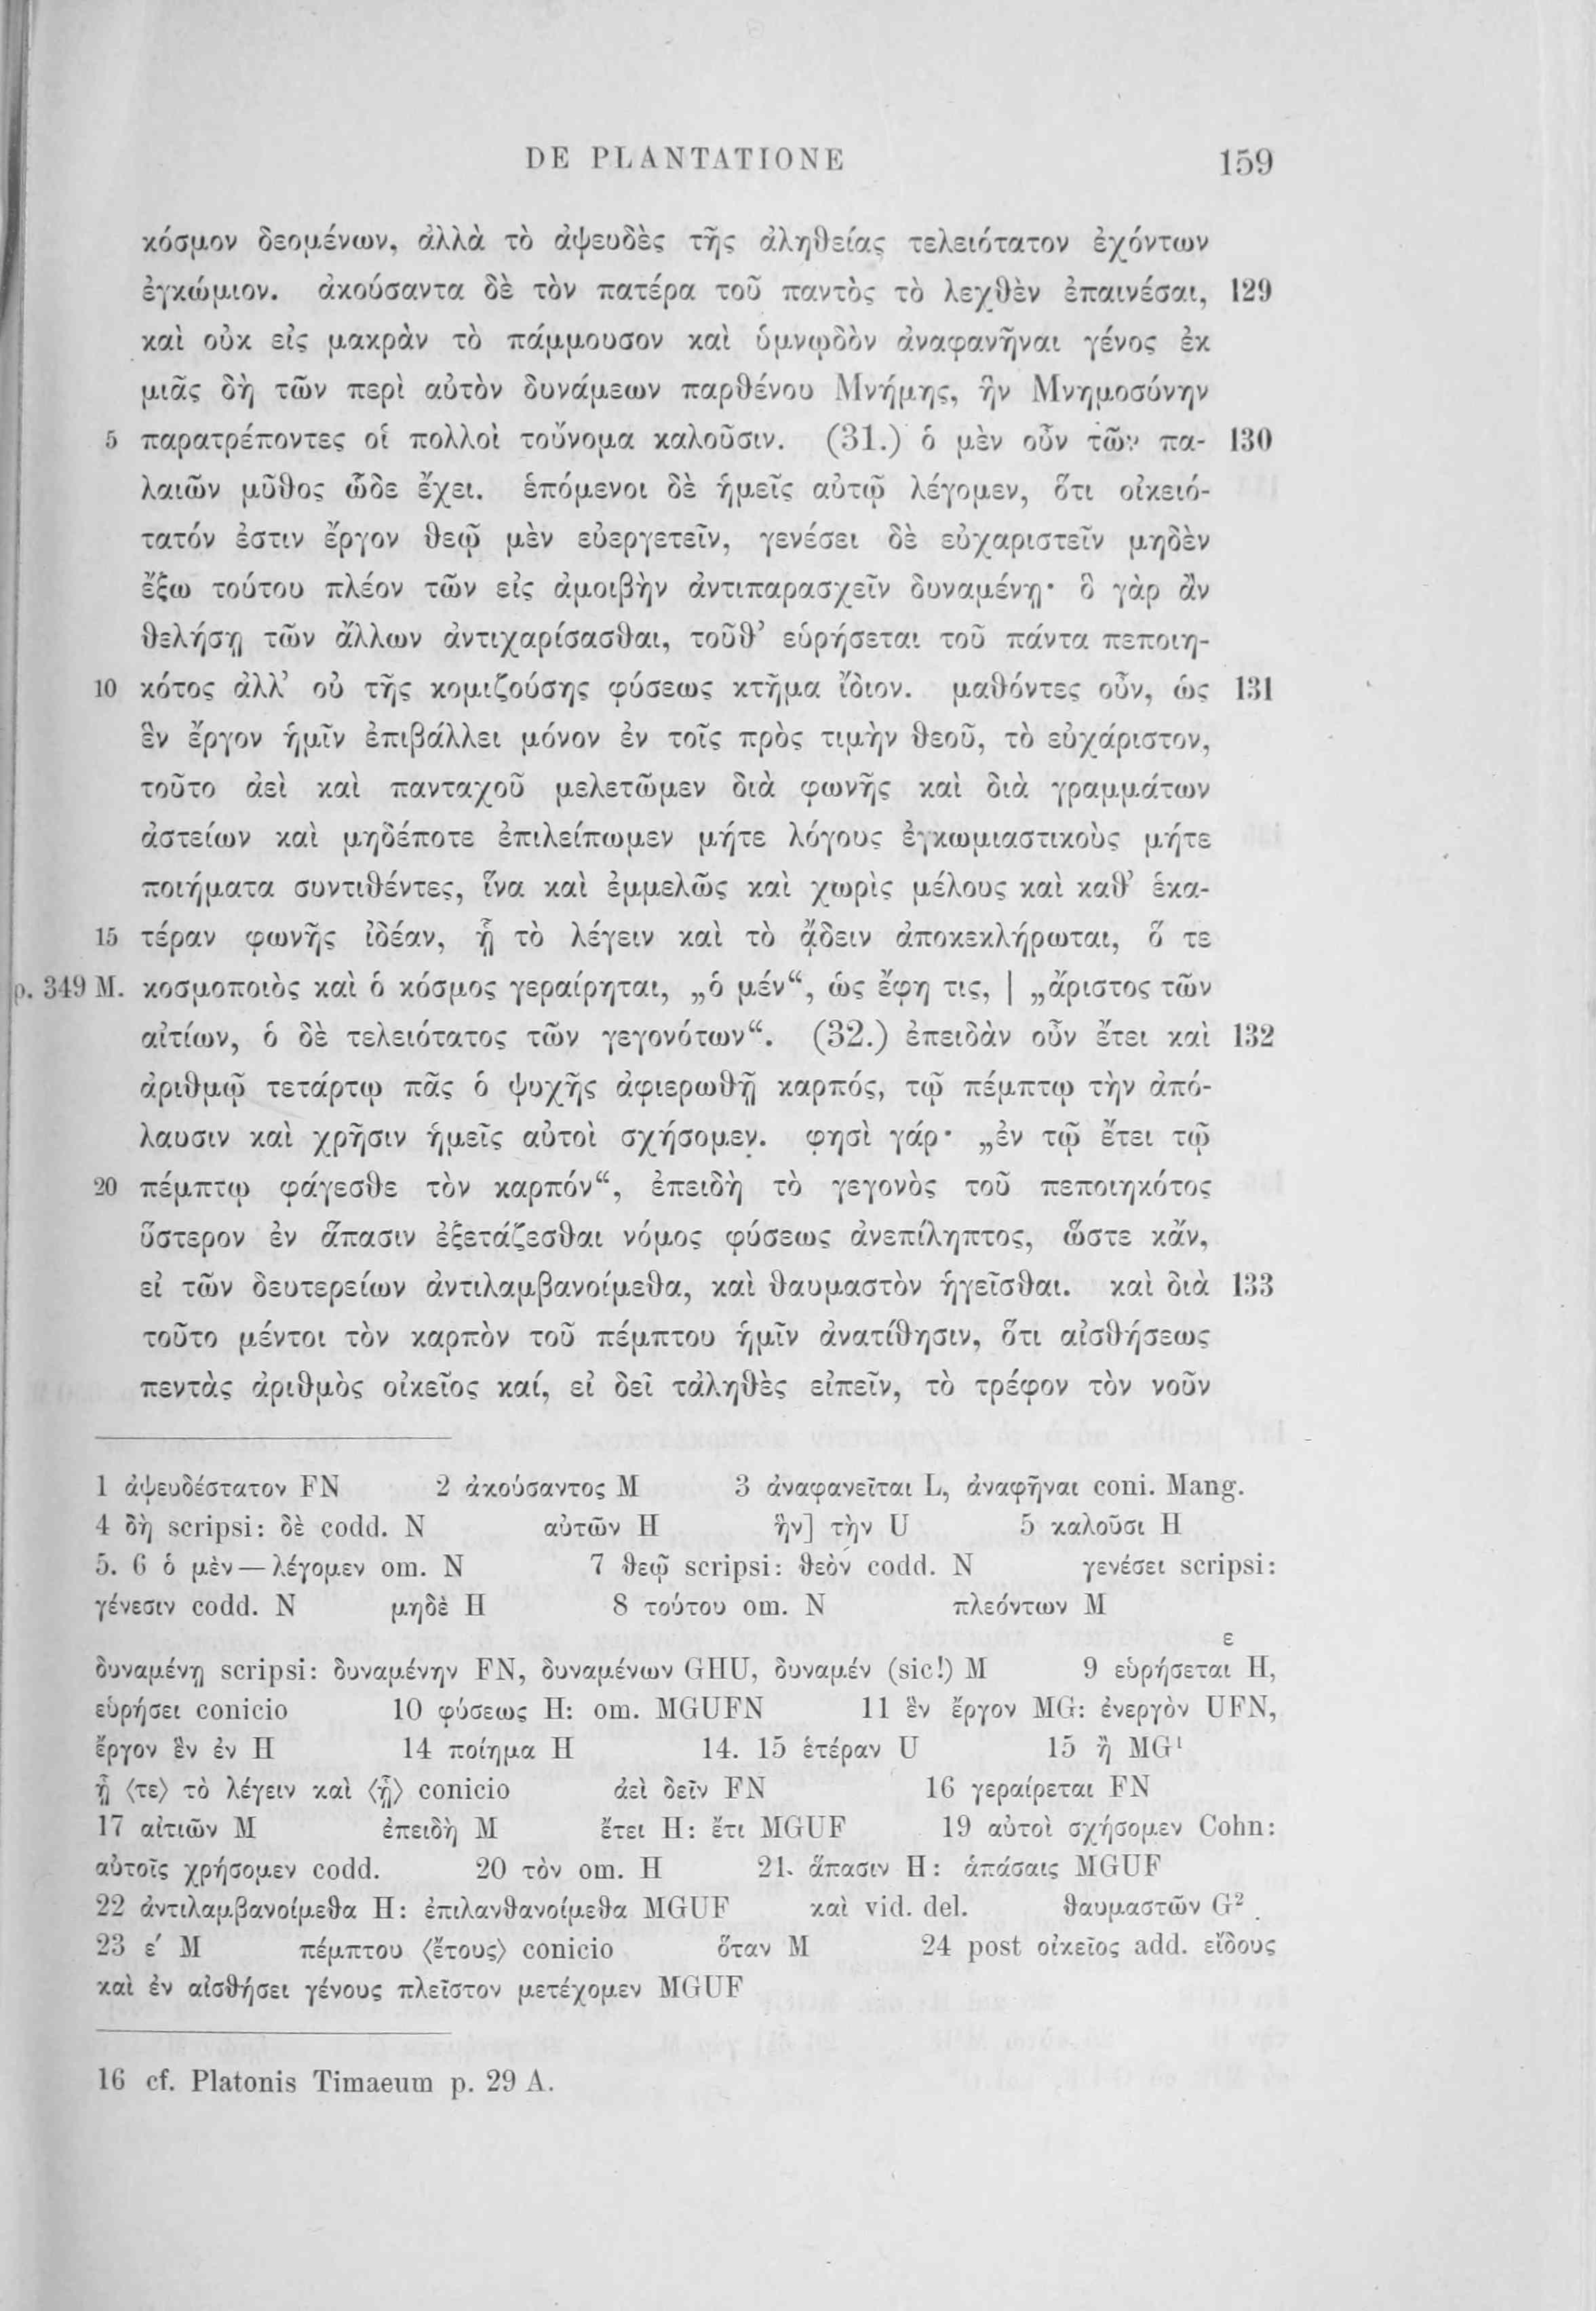 DE PLANTATIONE 159
κόσμον δεομένων, ἀλλὰ τὸ ἀψευδὲς τῆς ἀληθείας τελειότατον ἐχόντων
ἐγκώμιον. ἀκούσαντα δὲ τὸν πατέρα τοῦ παντὸς τὸ λεχθὲν ἐπαινέσαι, 129
καὶ οὐκ εἰς μακρὰν τὸ πάμμουσον καὶ ὑμνῳδὸν ἀναφανῆναι γένος ἐκ
μιᾶς δὴ τῶν περὶ αὐτὸν δυνάμεων παρθένου Μνήμης, ἣν Μνημοσύνην
5 παρατρέποντες οἱ πολλοὶ τοὔνομα καλοῦσιν. (31.) ὁ μὲν οὖν τῶν πα- 130
λαιῶν μῦθος ὧδε ἔχει. ἑπόμενοι δὲ ἡμεῖς αὐτῷ λέγομεν, ὅτι οἰκειό-
τατόν ἐστιν ἔργον θεῷ μὲν εὐεργετεῖν, γενέσει δὲ εὐχαριστεῖν μηδὲν
ἔξω τούτου πλέον τῶν εἰς ἀμοιβὴν ἀντιπαρασχεῖν δυναμένῃ· ὃ γὰρ ἂν
θελήσῃ τῶν ἄλλων ἀντιχαρίσασθαι, τοῦθ’ εὑρήσεται τοῦ πάντα πεποιη-
10 κότος ἀλλ’ οὐ τῆς κομιζούσης φύσεως κτῆμα ἴδιον. μαθόντες οὖν, ὡς 131
ἓν ἔργον ἡμῖν ἐπιβάλλει μόνον ἐν τοῖς πρὸς τιμὴν θεοῦ, τὸ εὐχάριστον,
τοῦτο ἀεὶ καὶ πανταχοῦ μελετῶμεν διὰ φωνῆς καὶ διὰ γραμμάτων
ἀστείων καὶ μηδέποτε ἐπιλείπωμεν μήτε λόγους ἐγκωμιαστικοὺς μήτε
ποιήματα συντιθέντες, ἵνα καὶ ἐμμελῶς καὶ χωρὶς μέλους καὶ καθ’ ἑκα-
15 τέραν φωνῆς ἰδέαν, ᾗ τὸ λέγειν καὶ τὸ ᾄδειν ἀποκεκλήρωται, ὅ τε
p. 349 M. κοσμοποιὸς καὶ ὁ κόσμος γεραίρηται, „ὁ μέν“, ὡς ἔφη τις, | „ἄριστος τῶν
αἰτίων, ὁ δὲ τελειότατος τῶν γεγονότων“. (32.) ἐπειδὰν οὖν ἔτει καὶ 132
ἀριθμῷ τετάρτῳ πᾶς ὁ ψυχῆς ἀφιερωθῇ καρπός, τῷ πέμπτῳ τὴν ἀπό-
λαυσιν καὶ χρῆσιν ἡμεῖς αὐτοὶ σχήσομεν. φησὶ γάρ· „ἐν τῷ ἔτει τῷ
20 πέμπτῳ φάγεσθε τὸν καρπόν“, ἐπειδὴ τὸ γεγονὸς τοῦ πεποιηκότος
ὕστερον ἐν ἅπασιν ἐξετάζεσθαι νόμος φύσεως ἀνεπίληπτος, ὥστε κἄν,
εἰ τῶν δευτερείων ἀντιλαμβανοίμεθα, καὶ θαυμαστὸν ἡγεῖσθαι. καὶ διὰ 133
τοῦτο μέντοι τὸν καρπὸν τοῦ πέμπτου ἡμῖν ἀνατίθησιν, ὅτι αἰσθήσεως
πεντὰς ἀριθμὸς οἰκεῖος καί, εἰ δεῖ τἀληθὲς εἰπεῖν, τὸ τρέφον τὸν νοῦν
1 ἀψευδέστατον FN 2 ἀκούσαντος M 3 ἀναφανεῖται L, ἀναφῆναι coni. Mang.
4 δὴ scripsi: δὲ codd. N αὐτῶν H ἣν] τὴν U 5 καλοῦσι H
5. 6 ὁ μὲν — λέγομεν om. N 7 θεῷ scripsi: θεὸν codd. N γενέσει scripsi:
γένεσιν codd. N μηδὲ H 8 τούτου om. N πλεόντων M
δυναμένῃ scripsi: δυναμένην FN, δυναμένων GHU, δυναμέν (sic!) M 9 εὑρήσεται H,
εὑρήσει conicio 10 φύσεως H: om. MGUFN 11 ἓν ἔργον MG: ἐνεργὸν UFN,
ἔργον ἓν ἐν H 14 ποίημα H 14. 15 ἑτέραν U 15 ἢ MG¹
ᾗ ⟨τε⟩ τὸ λέγειν καὶ ⟨ᾗ⟩ conicio ἀεὶ δεῖν FN 16 γεραίρεται FN
17 αἰτιῶν M ἐπειδὴ M ἔτει H: ἔτι MGUF 19 αὐτοὶ σχήσομεν Cohn:
αὐτοῖς χρήσομεν codd. 20 τὸν om. H 21. ἅπασιν H: ἁπάσαις MGUF
22 ἀντιλαμβανοίμεθα H: ἐπιλανθανοίμεθα MGUF καὶ vid. del. θαυμαστῶν G²
23 ε′ M πέμπτου ⟨ἔτους⟩ conicio ὅταν M 24 post οἰκεῖος add. εἴδους
καὶ ἐν αἰσθήσει γένους πλεῖστον μετέχομεν MGUF
16 cf. Platonis Timaeum p. 29 A.